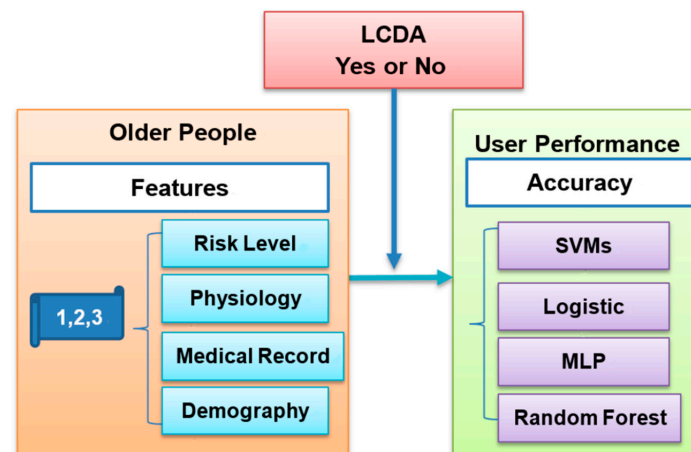 LCDA
Yes or No
Older People
Features
1,2,3
Risk Level
Physiology
Medical Record
Demography
User Performance
Accuracy
SVMs
Logistic
MLP
Random Forest